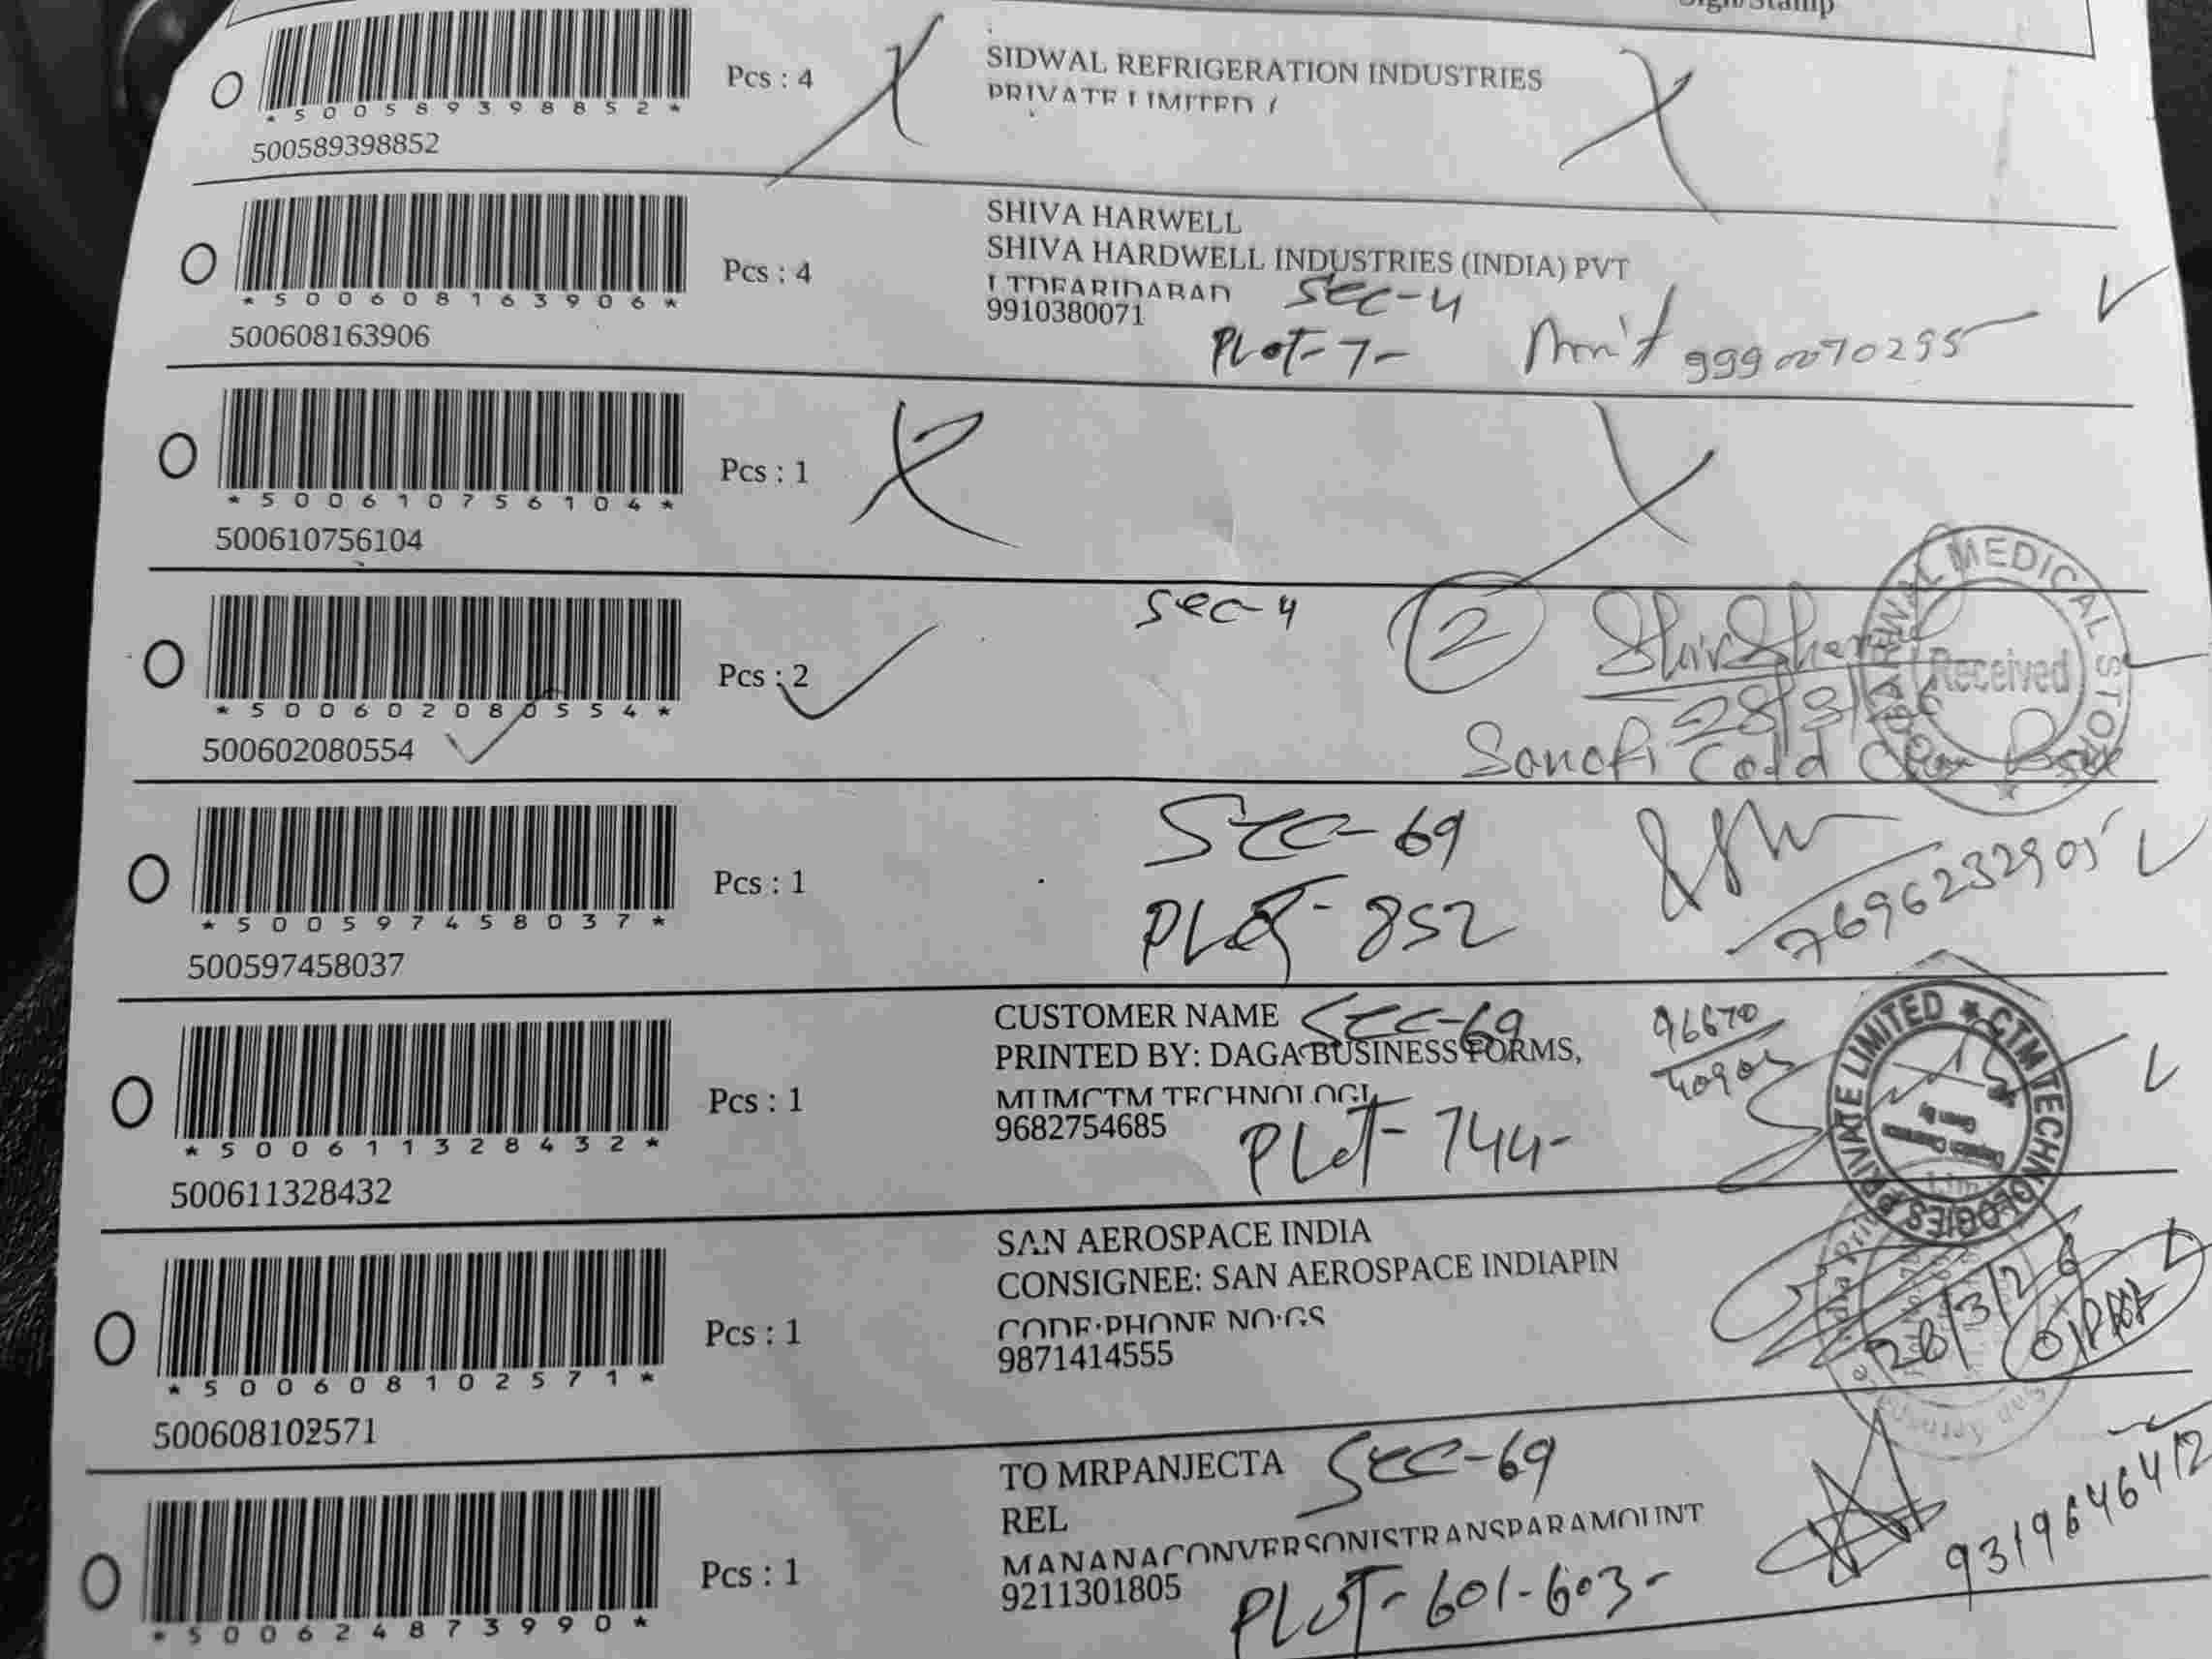 Sign/Stamp
*500589398852*
500589398852
Pcs : 4
SIDWAL REFRIGERATION INDUSTRIES
PRIVATE LIMITED (
*500608163906*
500608163906
Pcs : 4
SHIVA HARWELL
SHIVA HARDWELL INDUSTRIES (INDIA) PVT
LTDFARIDABAD
9910380071
Sec-4
PLOT-7-
Amit 9990070295
*500610756104*
500610756104
Pcs : 1
*500602080554*
500602080554
Pcs : 2
Sec-4
2
28/3/26
Sanofi Cold Chain Box
AGGARWAL MEDICAL STORE
Received
*500597458037*
500597458037
Pcs : 1
Sec-69
PLOT-852
7696232905
*500611328432*
500611328432
Pcs : 1
CUSTOMER NAME
PRINTED BY: DAGA BUSINESS FORMS,
MUMCTM TECHNOLOGI
9682754685
Sec-69
PLOT-744-
96670
40905
CTM TECHNOLOGIES PRIVATE LIMITED
*500608102571*
500608102571
Pcs : 1
SAN AEROSPACE INDIA
CONSIGNEE: SAN AEROSPACE INDIAPIN
CODE:PHONE NO:GS
9871414555
28/3/26
*500624873990*
Pcs : 1
TO MRPANJECTA
REL
MANANACONVERSONISTRANSPARAMOUNT
9211301805
Sec-69
PLOT-601-603-
9319646412